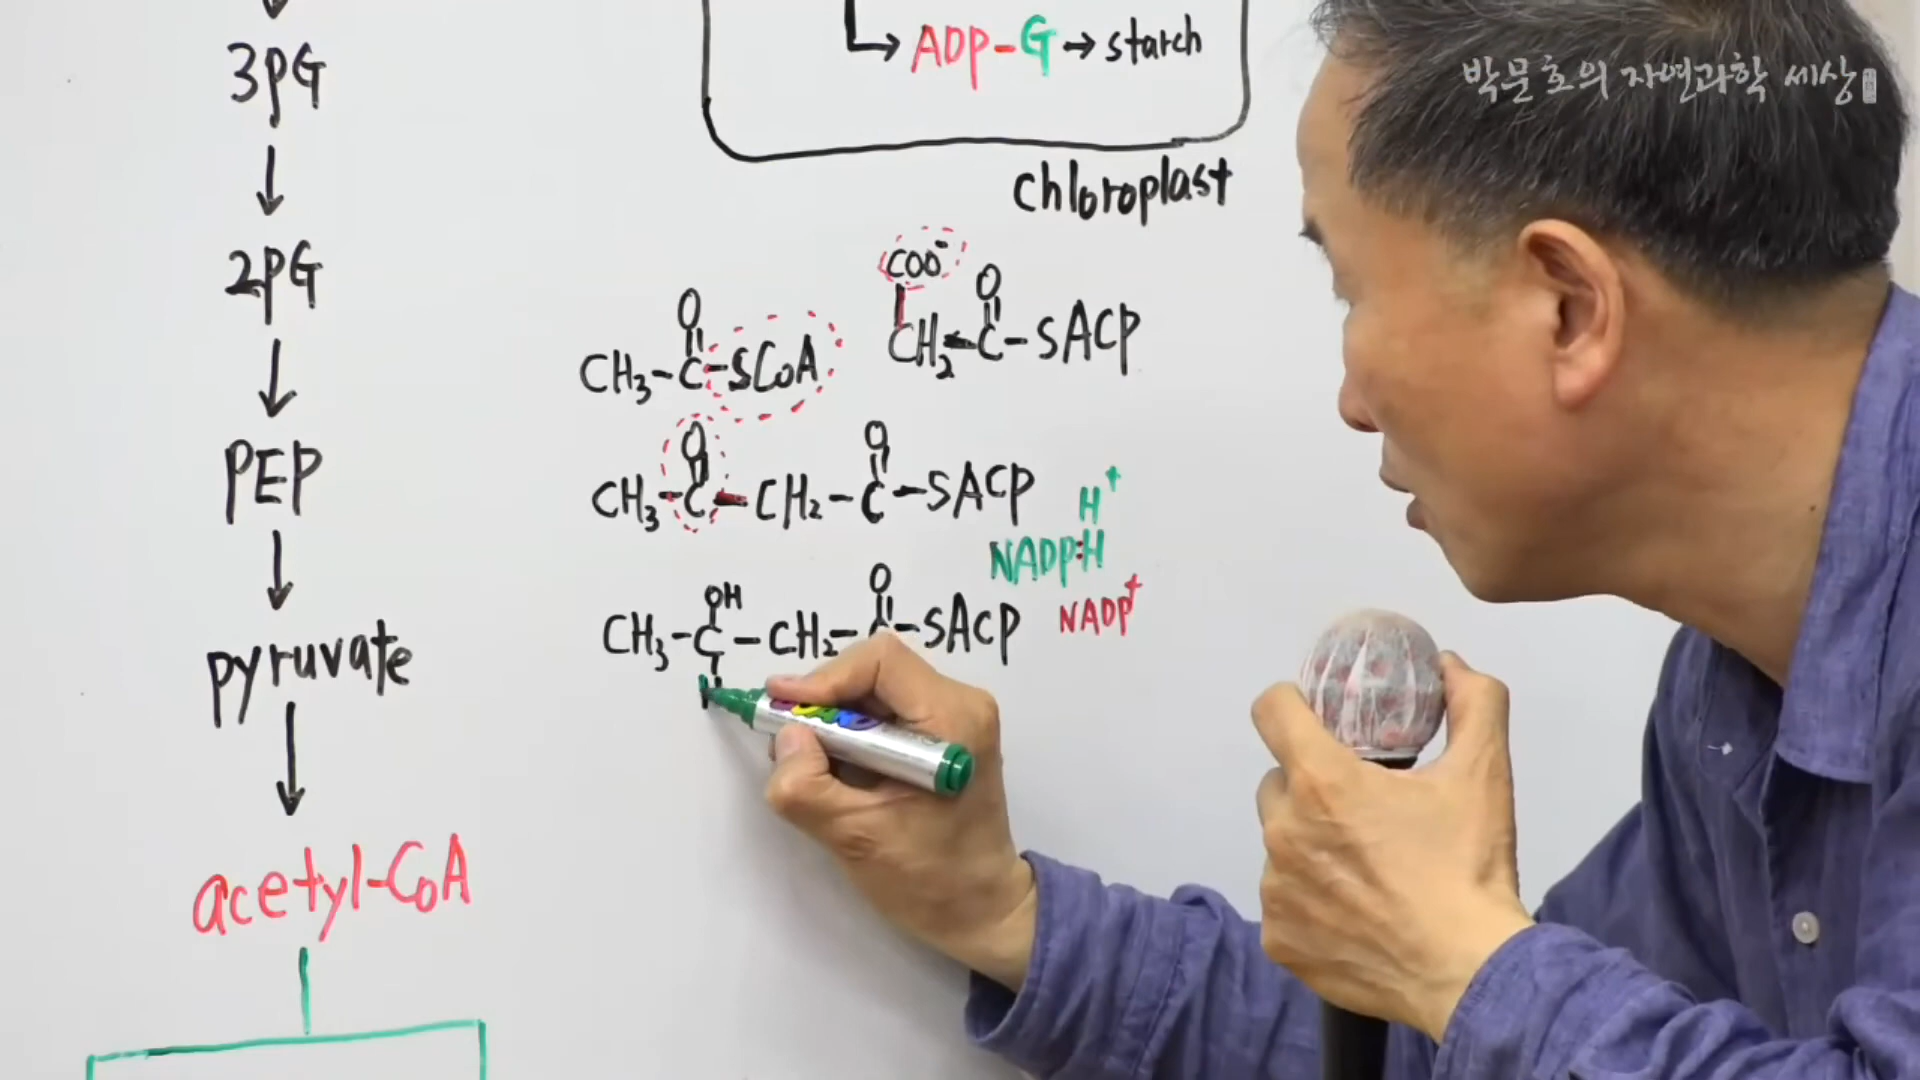 박문호의 자연과학 세상
ADP-G → starch
chloroplast
3PG
2PG
PEP
pyruvate
acetyl-CoA
COO⁻
O O
CH₃-C-SCoA CH₂-C-SACP
O O
CH₃-C-CH₂-C-SACP
H⁺
NADP:H
NADP⁺
OH O
CH₃-C-CH₂-C-SACP